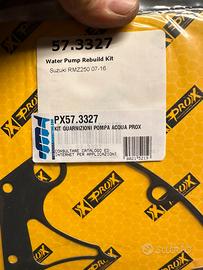 57.3327
Water Pump Rebuild Kit
Suzuki RMZ250 07-16
PX57.3327
KIT GUARNIZIONI POMPA ACQUA PROX
CONSULTARE CATALOGO ED
INTERNET PER APPLICAZIONI
PROX
PROX